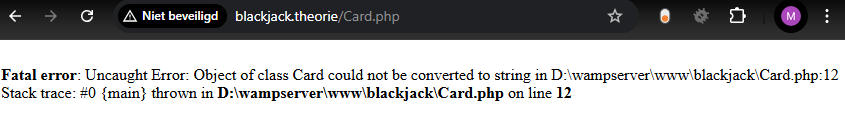 Niet beveiligd blackjack.theorie/Card.php M
Fatal error: Uncaught Error: Object of class Card could not be converted to string in D:\wampserver\www\blackjack\Card.php:12
Stack trace: #0 {main} thrown in D:\wampserver\www\blackjack\Card.php on line 12